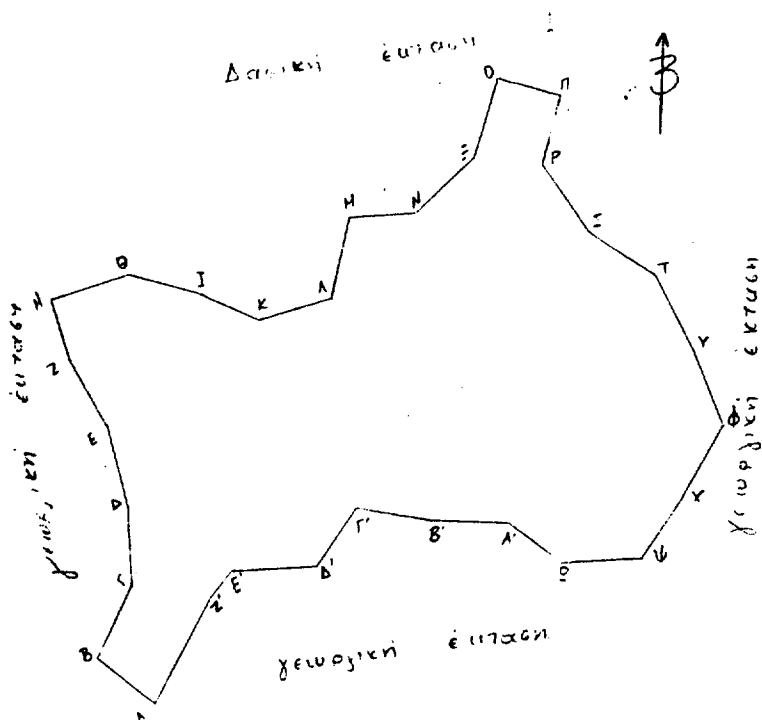 Δασική έκταση
Β
Ο
Π
Ξ
Ρ
Μ
Ν
Σ
Τ
Θ
Η
Ι
Κ
Λ
Υ
Ζ
Φ
Ε
Δ
Χ
Γ'
Β'
Α'
Ψ
Ω
Δ'
Ε'
Γ
Ζ'
Β
Α
γεωργική έκταση
γεωργική έκταση
γεωργική έκταση